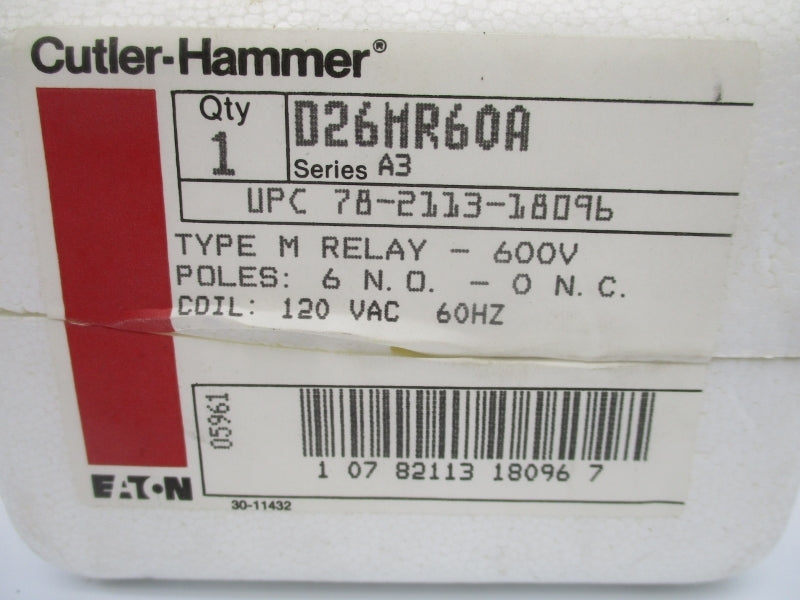 Cutler-Hammer®
Qty
1
D26MR60A
Series A3
UPC 78-2113-18096
TYPE M RELAY - 600V
POLES: 6 N.O. - 0 N.C.
COIL: 120 VAC 60HZ
05961
1 07 82113 18096 7
EATON
30-11432